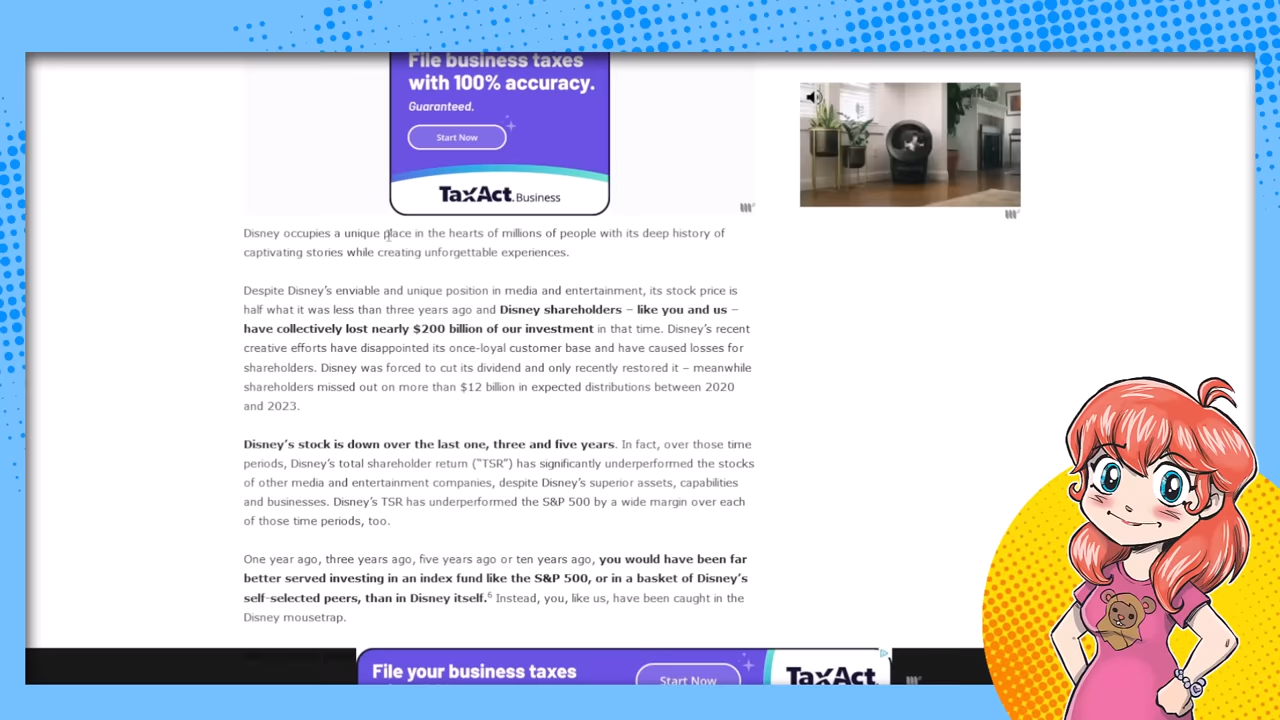 File business taxes
with 100% accuracy.
Guaranteed.
Start Now
TaxAct. Business
Disney occupies a unique place in the hearts of millions of people with its deep history of
captivating stories while creating unforgettable experiences.
Despite Disney’s enviable and unique position in media and entertainment, its stock price is
half what it was less than three years ago and Disney shareholders – like you and us –
have collectively lost nearly $200 billion of our investment in that time. Disney’s recent
creative efforts have disappointed its once-loyal customer base and have caused losses for
shareholders. Disney was forced to cut its dividend and only recently restored it – meanwhile
shareholders missed out on more than $12 billion in expected distributions between 2020
and 2023.
Disney’s stock is down over the last one, three and five years. In fact, over those time
periods, Disney’s total shareholder return (“TSR”) has significantly underperformed the stocks
of other media and entertainment companies, despite Disney’s superior assets, capabilities
and businesses. Disney’s TSR has underperformed the S&P 500 by a wide margin over each
of those time periods, too.
One year ago, three years ago, five years ago or ten years ago, you would have been far
better served investing in an index fund like the S&P 500, or in a basket of Disney’s
self-selected peers, than in Disney itself.6 Instead, you, like us, have been caught in the
Disney mousetrap.
File your business taxes
Start Now
TaxAct